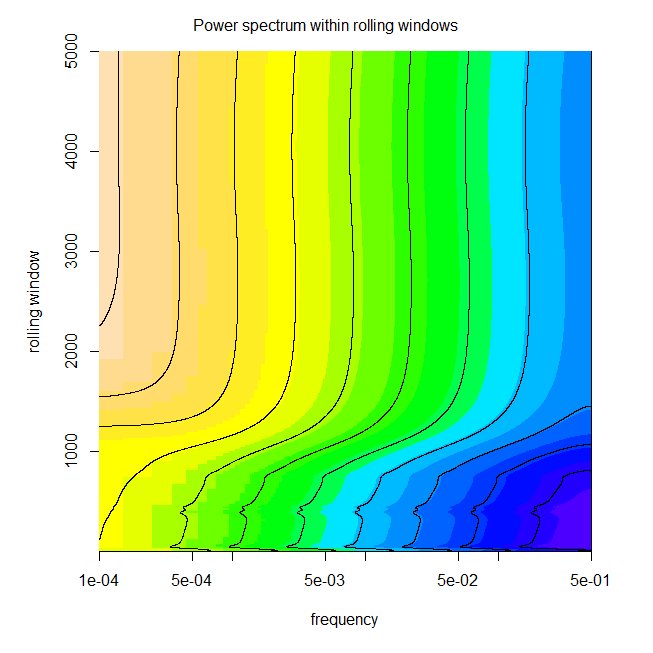 Power spectrum within rolling windows
5000
4000
3000
2000
1000
rolling window
1e-04 5e-04 5e-03 5e-02 5e-01
frequency